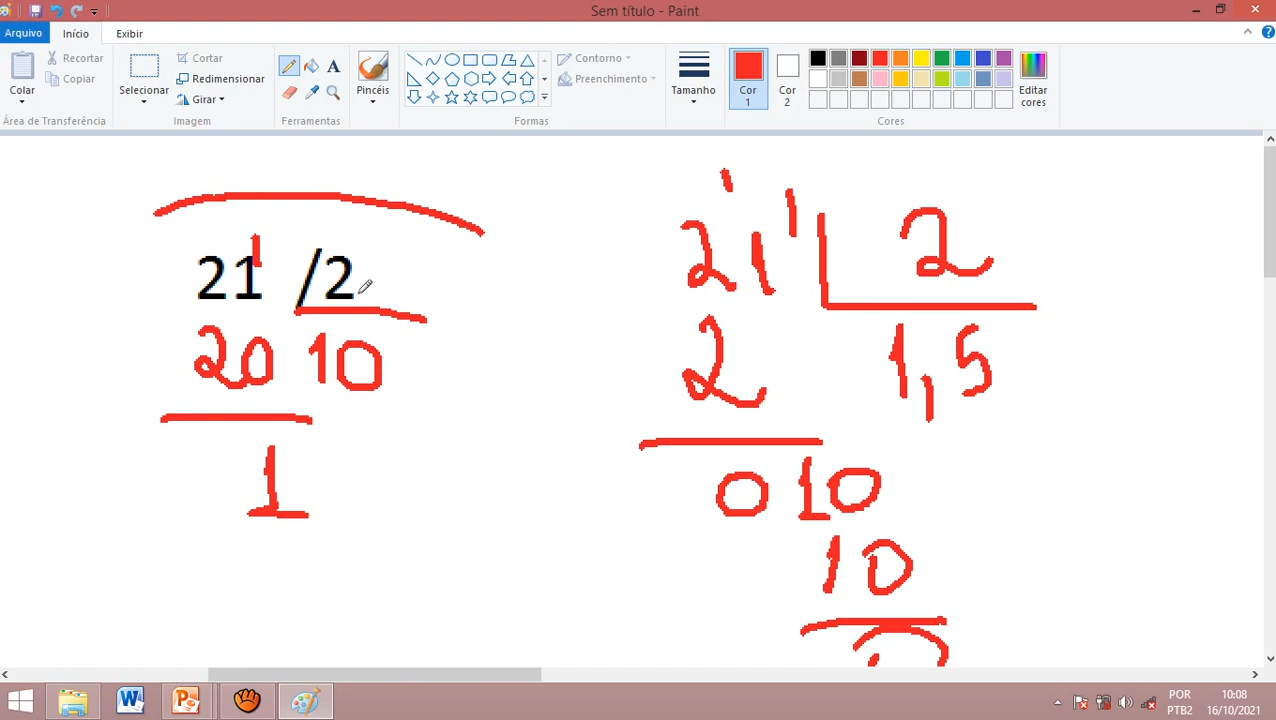 Sem título - Paint
Arquivo Início Exibir
Colar
Recortar
Copiar
Área de Transferência
Selecionar
Cortar
Redimensionar
Girar
Imagem
A
Ferramentas
Pincéis
Contorno
Preenchimento
Formas
Tamanho
Cor 1
Cor 2
Editar cores
Cores
21 /2
20 10
1
21 2
2 1,5
0 10
10
POR
PTB2
10:08
16/10/2021